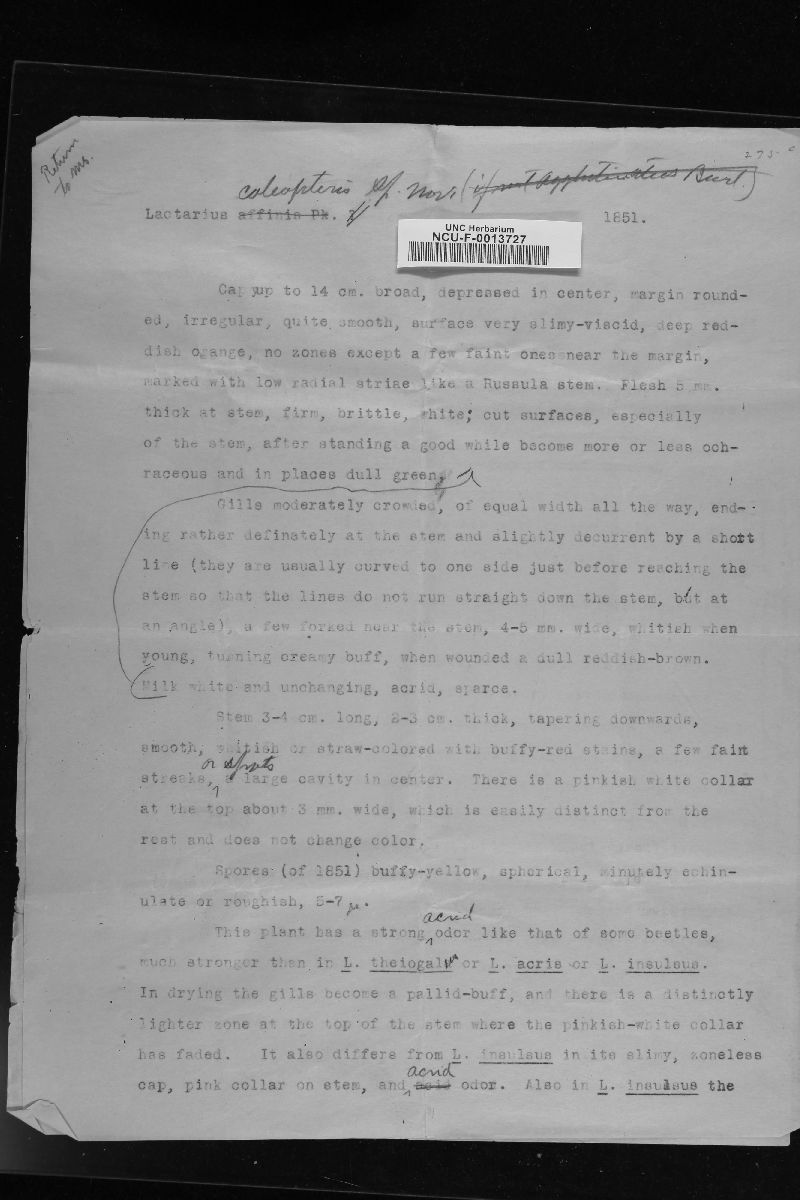 Return
to ms.
273-c
coleopteris Sp. nov. (if not agglutinatus Burl.)
Lactarius affinis Pk. 1851.
UNC Herbarium
NCU-F-0013727
Cap up to 14 cm. broad, depressed in center, margin round-
ed, irregular, quite smooth, surface very slimy-viscid, deep red-
dish ogange, no zones except a few faint ones near the margin,
marked with low radial striae like a Russula stem. Flesh 5 mm.
thick at stem, firm, brittle, white; cut surfaces, especially
of the stem, after standing a good while become more or less och-
raceous and in places dull green.
Gills moderately crowded, of equal width all the way, end-
ing rather definately at the stem and slightly decurrent by a short
line (they are usually curved to one side just before reaching the
stem so that the lines do not run straight down the stem, but at
an angle), a few forked near the stem, 4-5 mm. wide, whitish when
young, turning creamy buff, when wounded a dull reddish-brown.
Milk white and unchanging, acrid, sparce.
Stem 3-4 cm. long, 2-3 cm. thick, tapering downwards,
smooth, whitish or straw-colored with buffy-red stains, a few faint
or spots
streaks, a large cavity in center. There is a pinkish white collar
at the top about 3 mm. wide, which is easily distinct from the
rest and does not change color.
Spores (of 1851) buffy-yellow, spherical, minutely echin-
ulate or roughish, 5-7 µ.
acrid
This plant has a strong odor like that of some beetles,
much stronger than in L. theiogalus or L. acris or L. insulsus.
In drying the gills become a pallid-buff, and there is a distinctly
lighter zone at the top of the stem where the pinkish-white collar
has faded. It also differs from L. insulsus in its slimy, zoneless
acrid
cap, pink collar on stem, and acid odor. Also in L. insulsus the